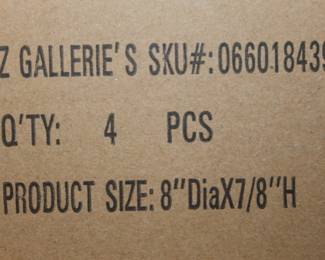 Z GALLERIE'S SKU#: 066018439
Q'TY: 4 PCS
PRODUCT SIZE: 8"DiaX7/8"H